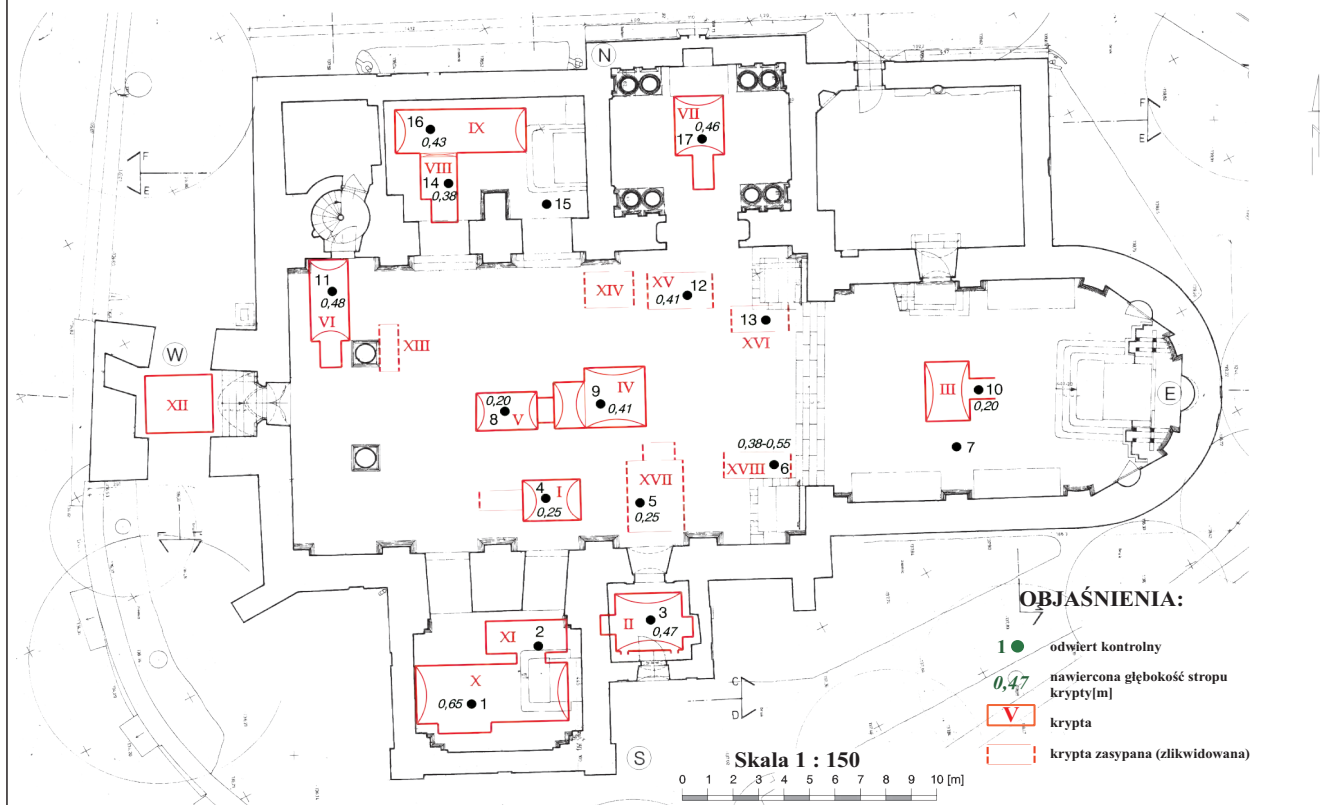 N
16
0,43
IX
VII
0,46
17
VIII
14
0,38
15
F
E
F
E
11
0,48
VI
XIV
XV
12
0,41
13
XVI
XIII
W
XII
0,20
8
V
9
IV
0,41
III
10
0,20
E
7
0,38-0,55
XVIII
6
4
I
0,25
XVII
5
0,25
II
3
0,47
XI
2
X
0,65
1
C
D
S
OBJAŚNIENIA:
1
odwiert kontrolny
0,47
nawiercona głębokość stropu
krypty[m]
V
krypta
krypta zasypana (zlikwidowana)
Skala 1 : 150
0 1 2 3 4 5 6 7 8 9 10 [m]